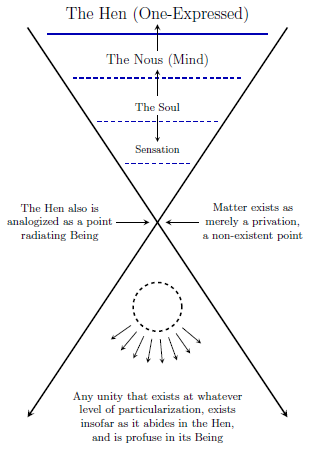 The Hen (One-Expressed)
The Nous (Mind)
The Soul
Sensation
The Hen also is
analogized as a point
radiating Being
Matter exists as
merely a privation,
a non-existent point
Any unity that exists at whatever
level of particularization, exists
insofar as it abides in the Hen,
and is profuse in its Being